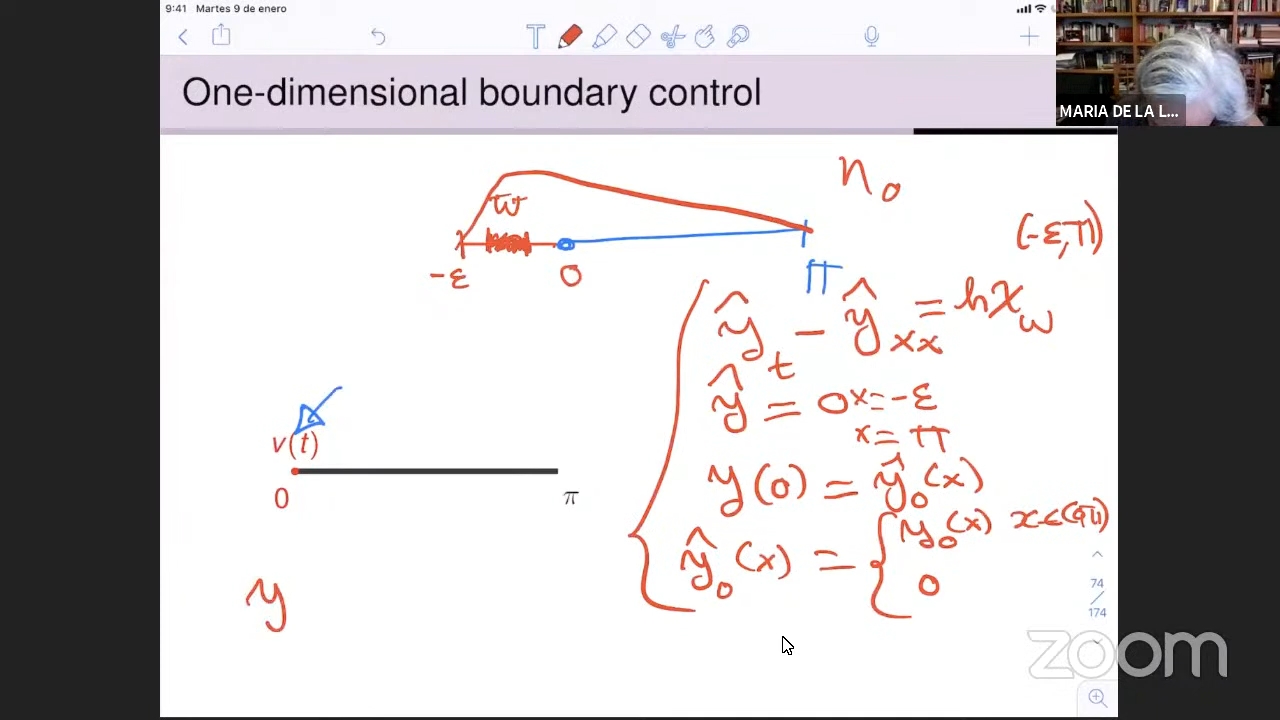 9:41 Martes 9 de enero
MARIA DE LA L...
One-dimensional boundary control
n₀
ω
(-ε, π)
-ε 0 π
ŷ_t - ŷ_xx = hχ_ω
ŷ = 0 x = -ε
x = π
v(t)
y(0) = ŷ₀(x)
0 π
ŷ₀(x) = { y₀(x) x∈(0,π)
0
y
74
/
174
zoom